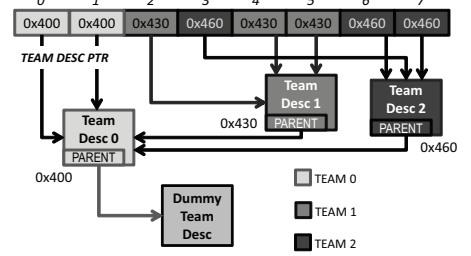 0 1 2 3 4 5 6 7
0x400 0x400 0x430 0x460 0x430 0x430 0x460 0x460
TEAM DESC PTR
Team
Desc 1
PARENT
0x430
Team
Desc 2
PARENT
0x460
Team
Desc 0
PARENT
0x400
Dummy
Team
Desc
TEAM 0
TEAM 1
TEAM 2